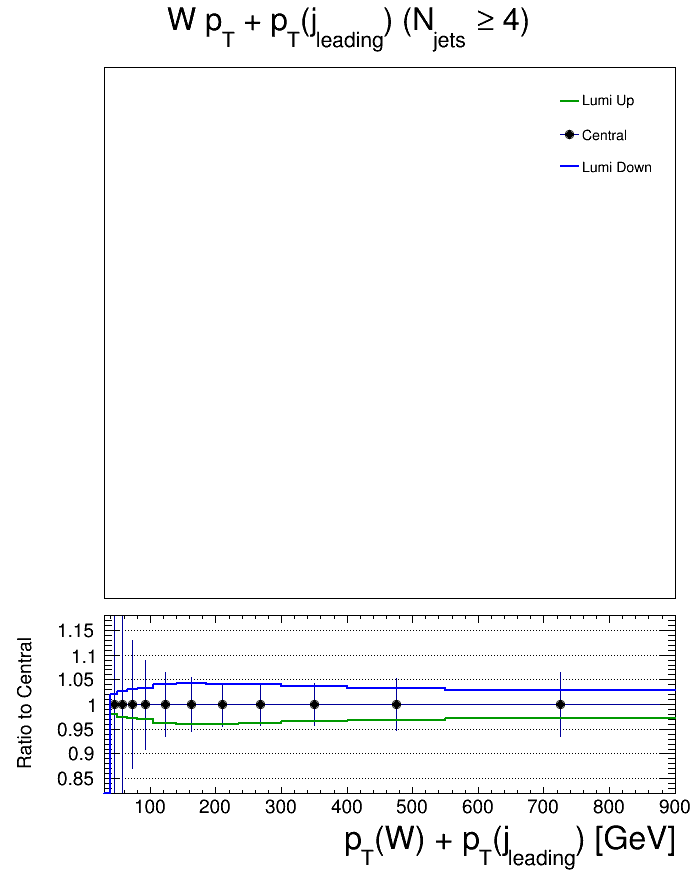 W p_T + p_T(j_leading) (N_jets ≥ 4)
Lumi Up
Central
Lumi Down
Ratio to Central
1.15
1.1
1.05
1
0.95
0.9
0.85
100 200 300 400 500 600 700 800 900
p_T(W) + p_T(j_leading) [GeV]